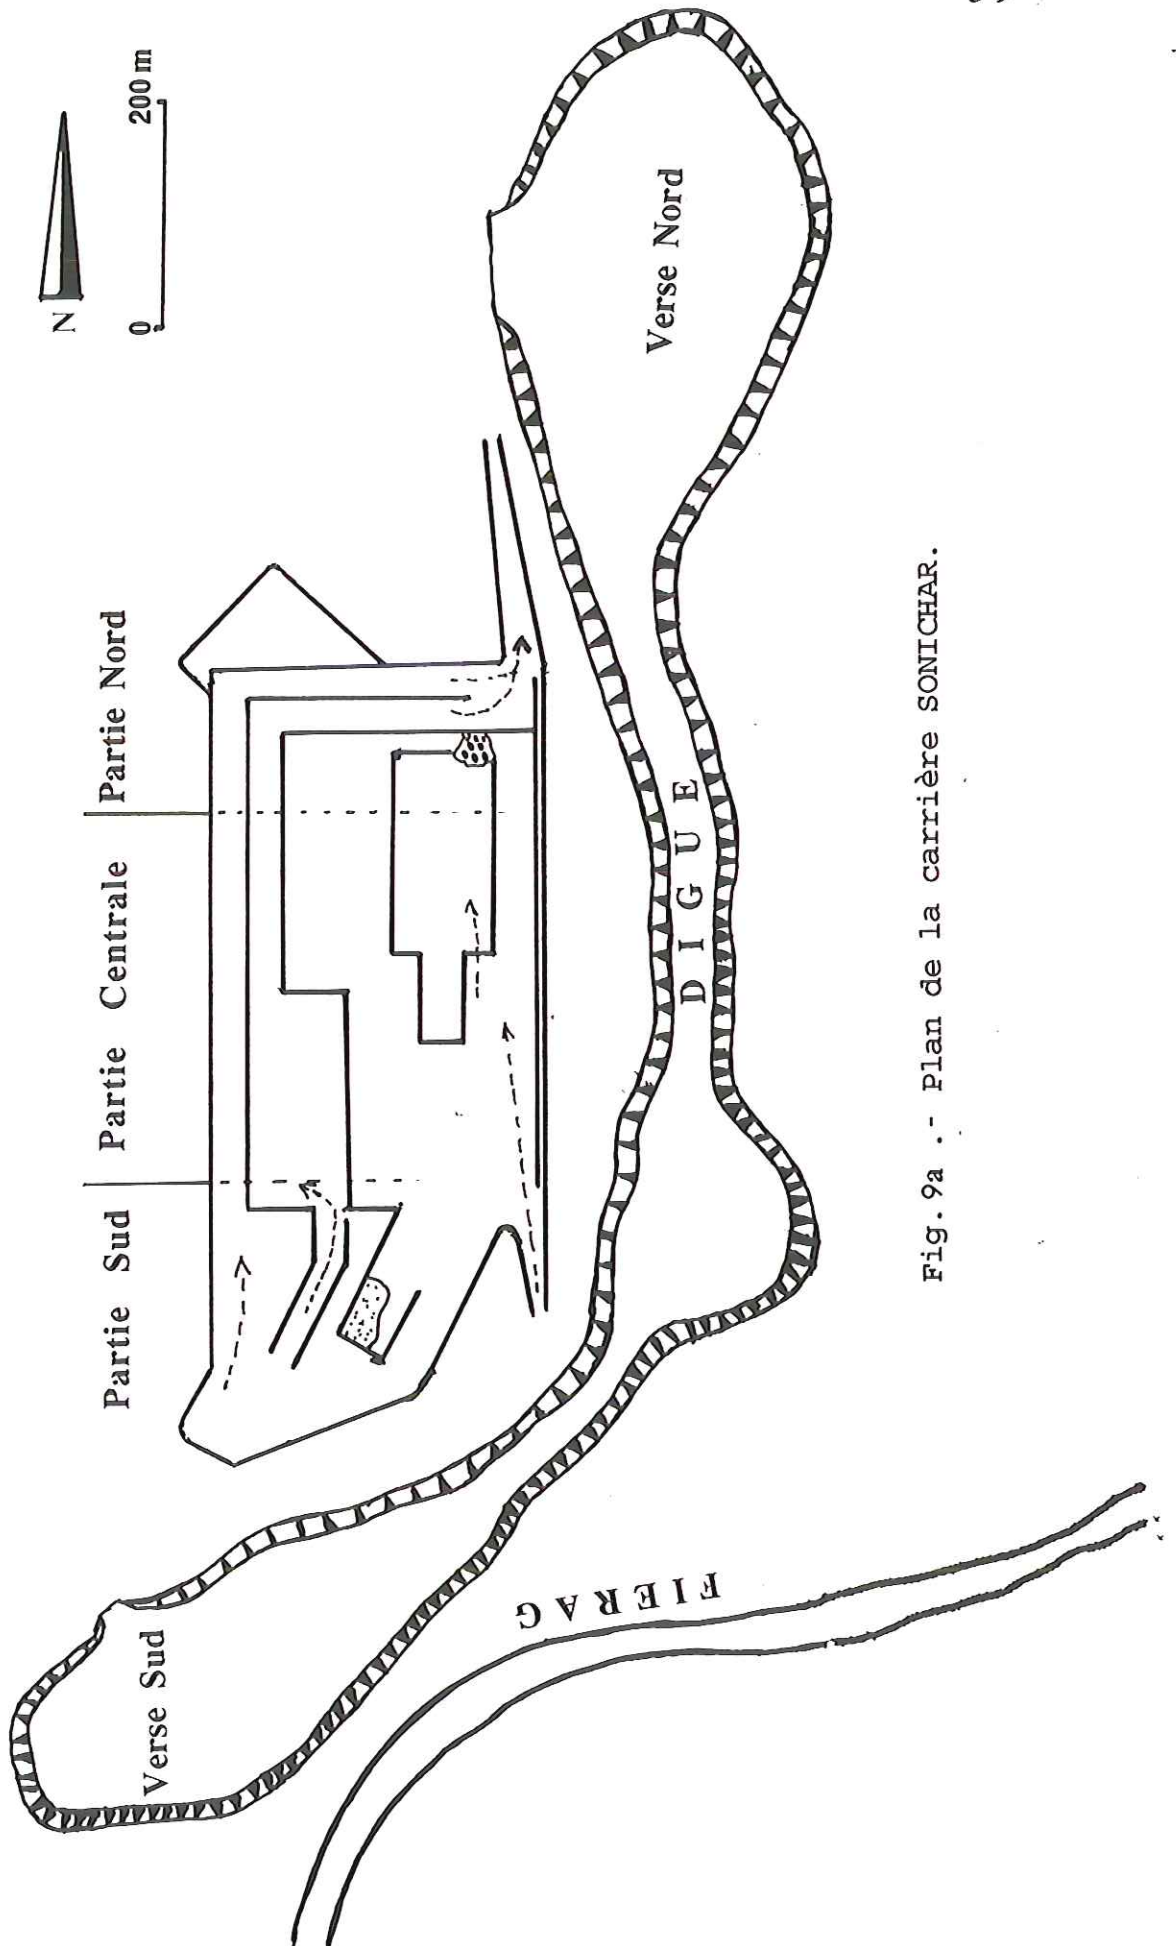 N
0 200 m
Partie Sud
Partie Centrale
Partie Nord
Verse Nord
DIGUE
Verse Sud
FIERAG
Fig.9a .- Plan de la carrière SONICHAR.